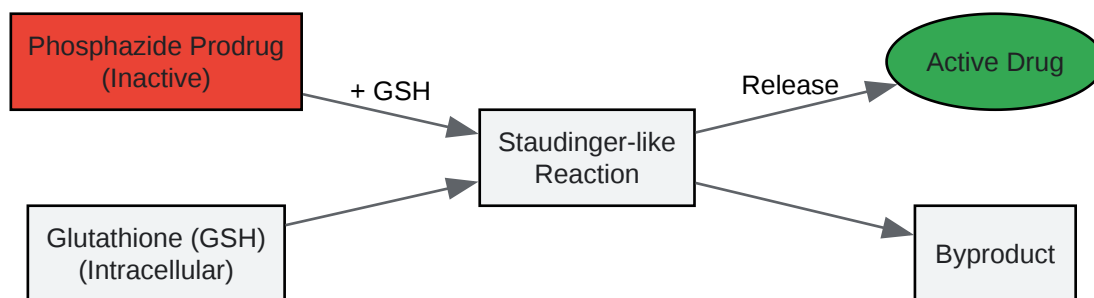 Phosphazide Prodrug
(Inactive)
+ GSH
Glutathione (GSH)
(Intracellular)
Staudinger-like
Reaction
Release
Active Drug
Byproduct